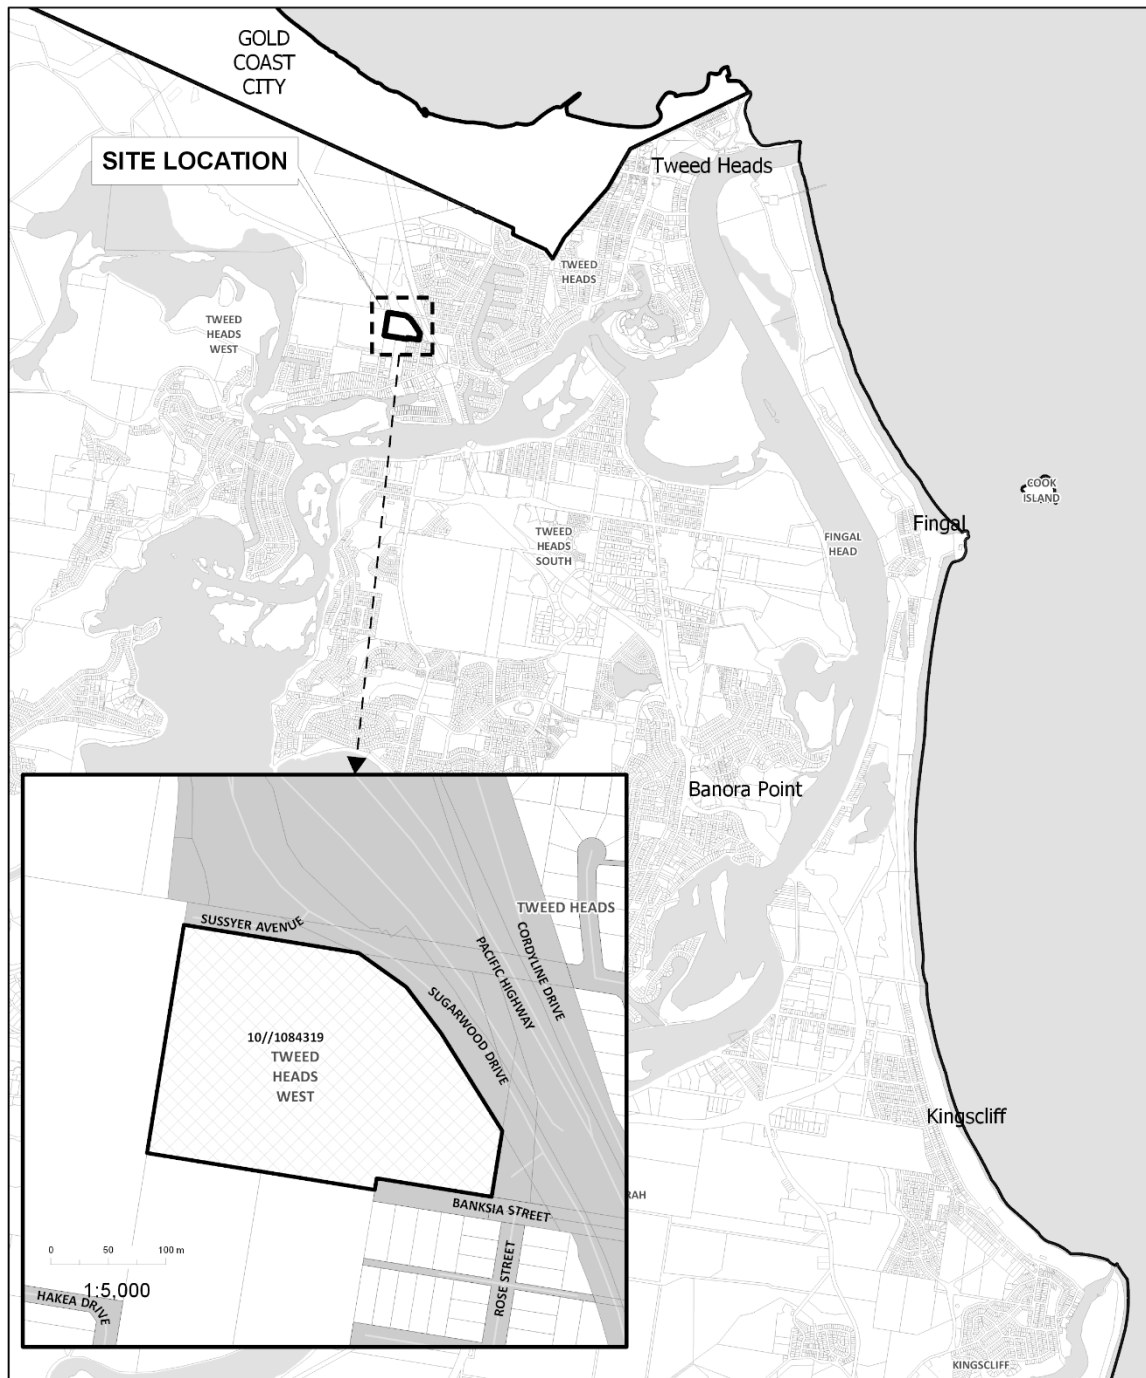 GOLD
COAST
CITY
SITE LOCATION
Tweed Heads
TWEED
HEADS
TWEED
HEADS
WEST
COOK
ISLAND
Fingal
TWEED
HEADS
SOUTH
FINGAL
HEAD
Banora Point
TWEED HEADS
SUSSYER AVENUE
CORDYLINE DRIVE
PACIFIC HIGHWAY
SUGARWOOD DRIVE
10//1084319
TWEED
HEADS
WEST
Kingscliff
RAH
BANKSIA STREET
ROSE STREET
0 50 100 m
1:5,000
HAKEA DRIVE
KINGSCLIFF